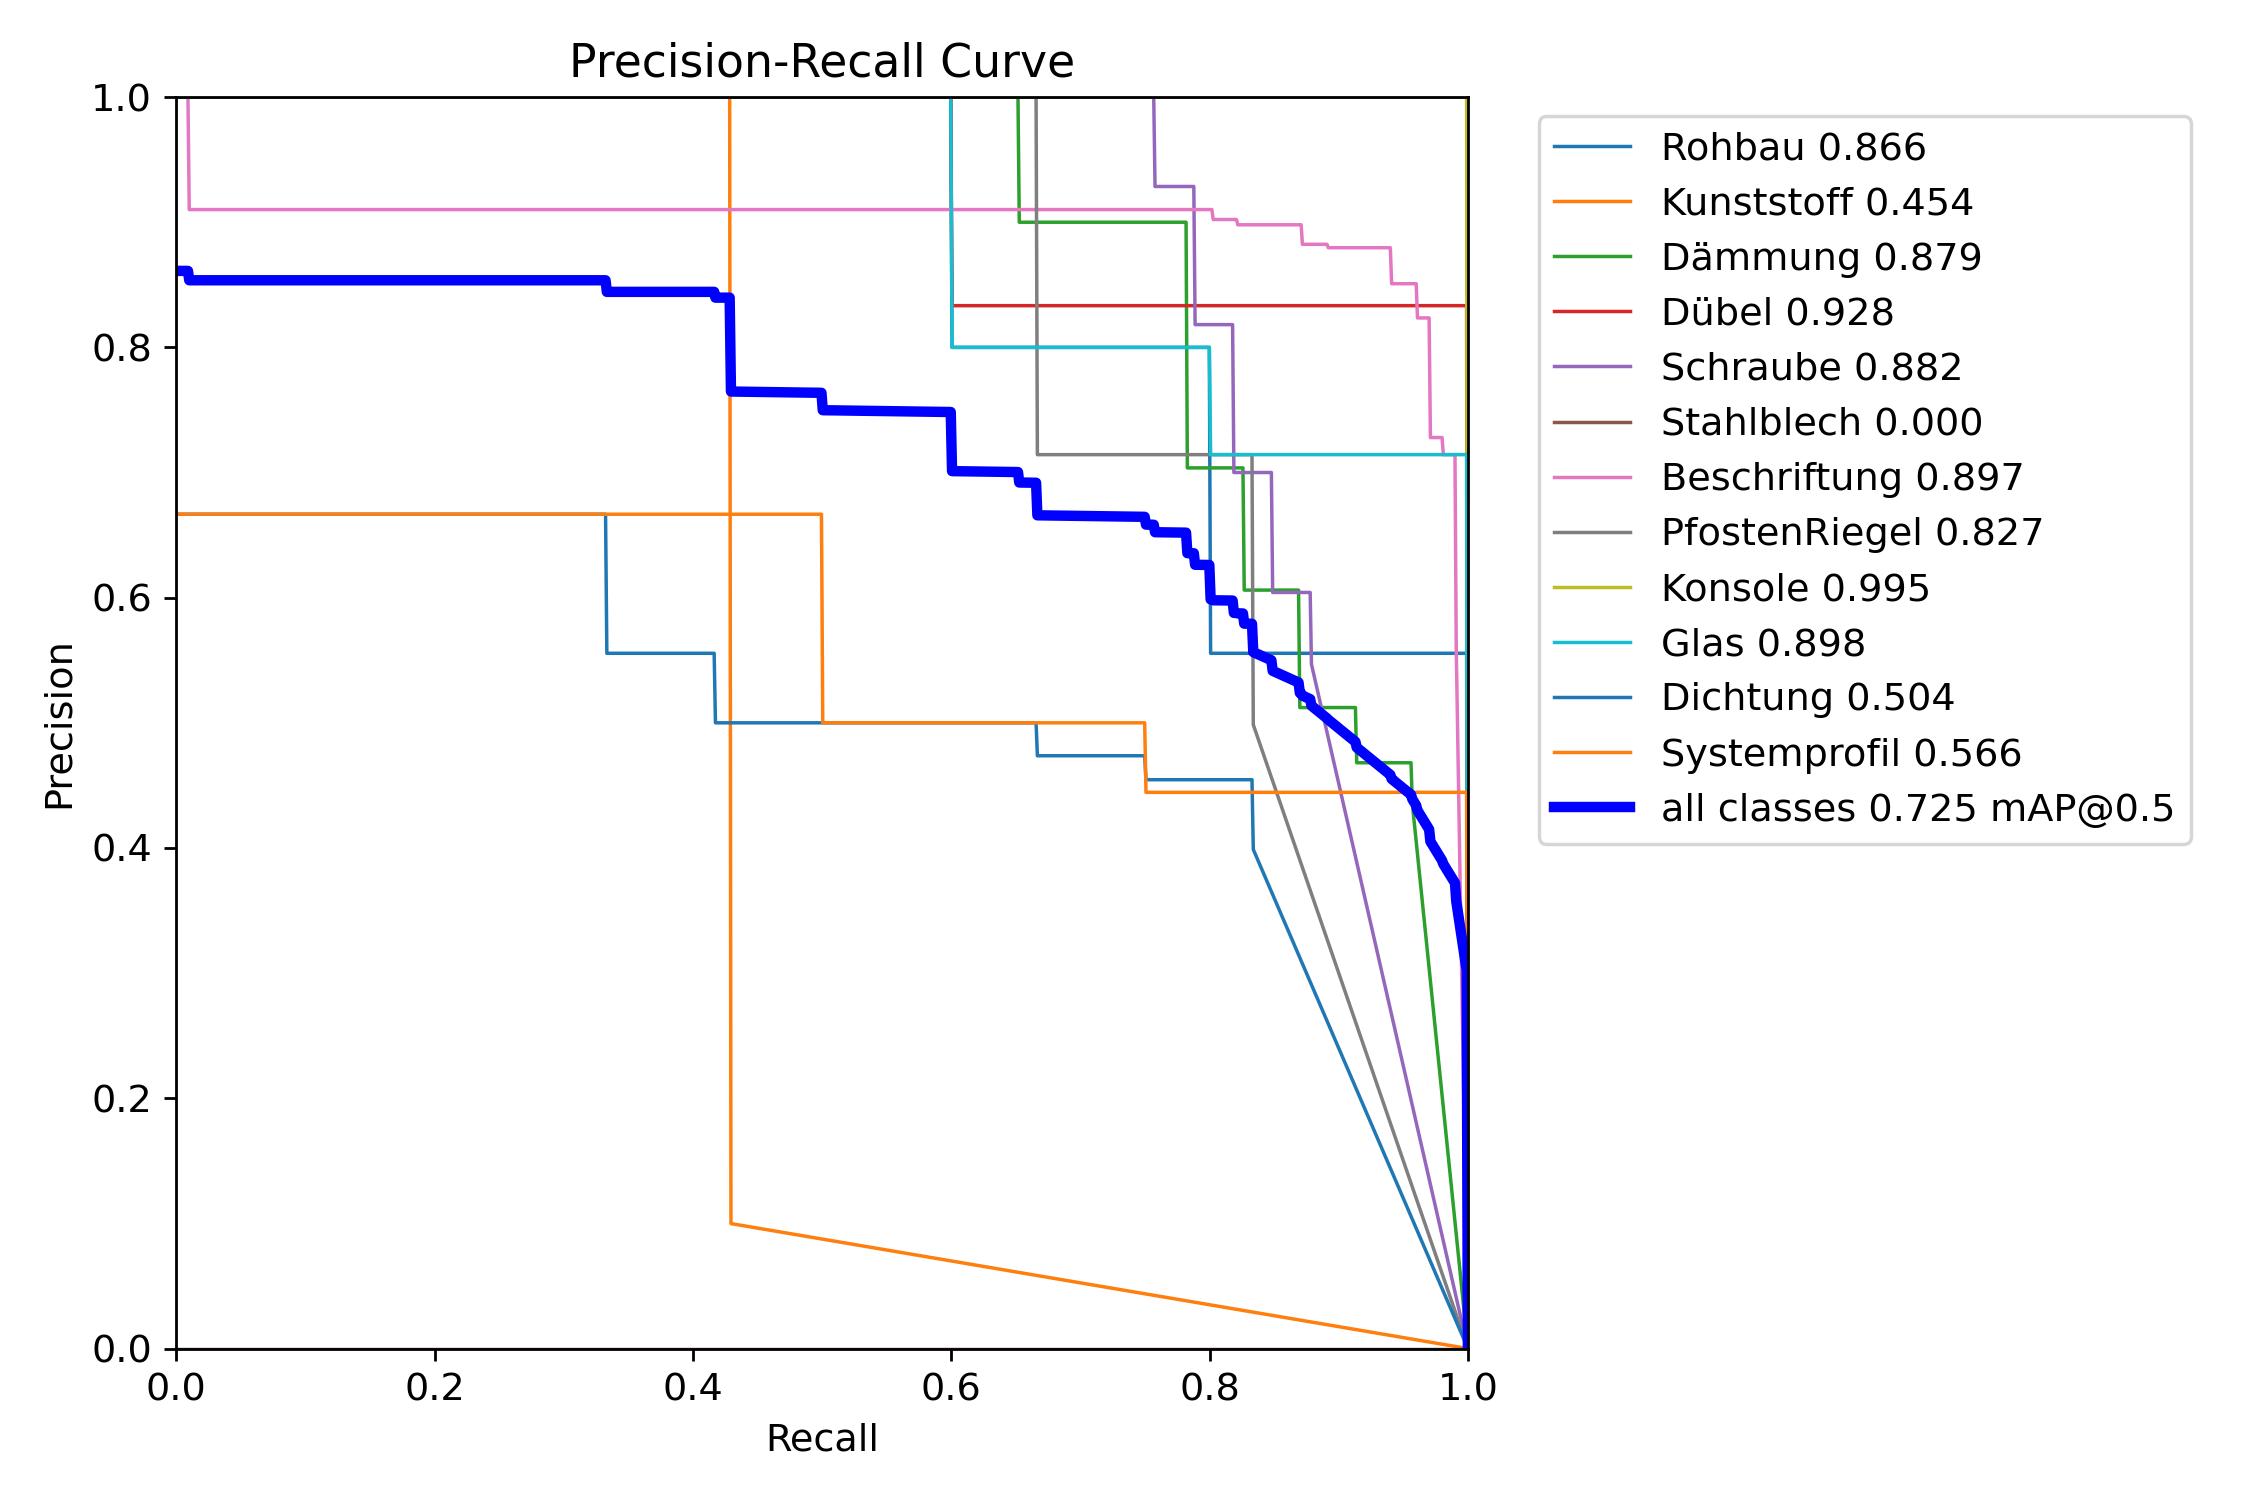 Precision-Recall Curve
1.0
0.8
0.6
0.4
0.2
0.0
Precision
0.0 0.2 0.4 0.6 0.8 1.0
Recall
Rohbau 0.866
Kunststoff 0.454
Dämmung 0.879
Dübel 0.928
Schraube 0.882
Stahlblech 0.000
Beschriftung 0.897
PfostenRiegel 0.827
Konsole 0.995
Glas 0.898
Dichtung 0.504
Systemprofil 0.566
all classes 0.725 mAP@0.5